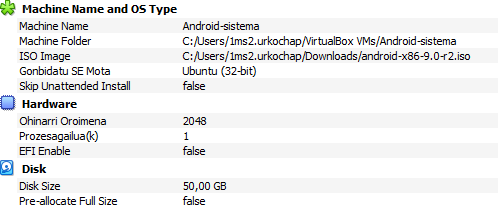 Machine Name and OS Type
Machine Name Android-sistema
Machine Folder C:/Users/1ms2.urkochap/VirtualBox VMs/Android-sistema
ISO Image C:/Users/1ms2.urkochap/Downloads/android-x86-9.0-r2.iso
Gonbidatu SE Mota Ubuntu (32-bit)
Skip Unattended Install false
Hardware
Ohinarri Oroimena 2048
Prozesagailua(k) 1
EFI Enable false
Disk
Disk Size 50,00 GB
Pre-allocate Full Size false